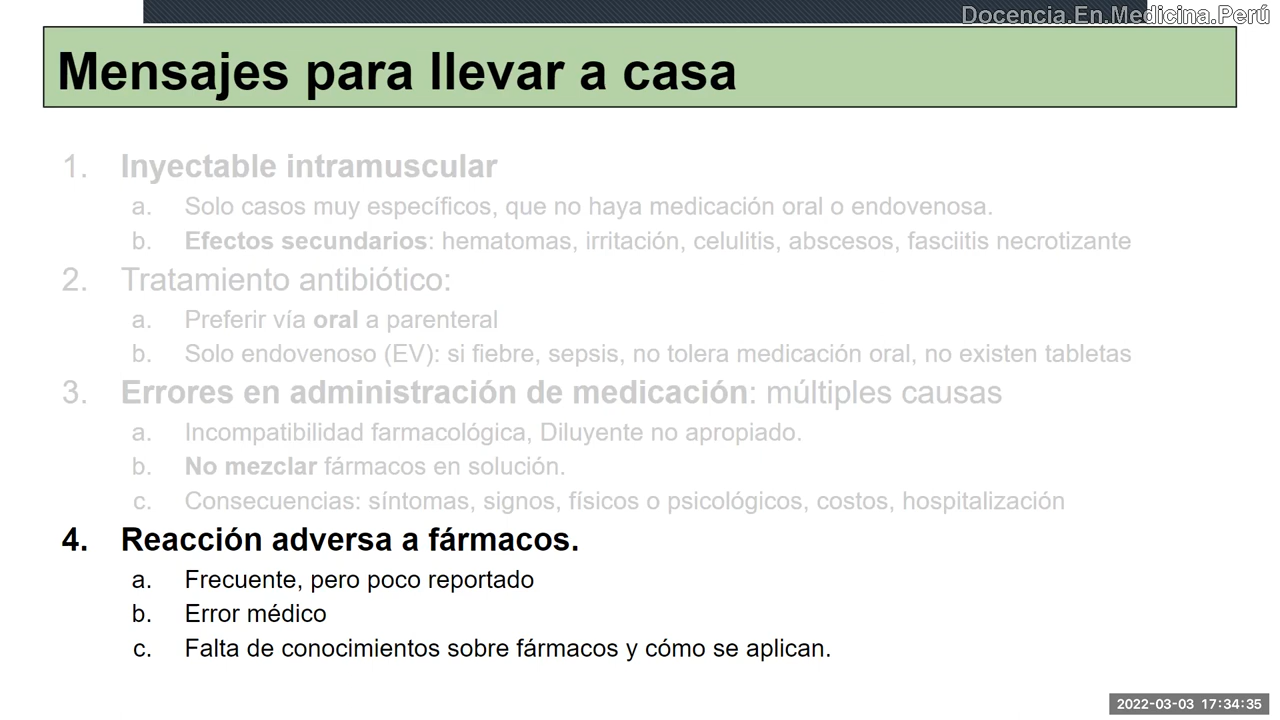 Docencia.En.Medicina.Perú
Mensajes para llevar a casa
1. Inyectable intramuscular
a. Solo casos muy específicos, que no haya medicación oral o endovenosa.
b. Efectos secundarios: hematomas, irritación, celulitis, abscesos, fasciitis necrotizante
2. Tratamiento antibiótico:
a. Preferir vía oral a parenteral
b. Solo endovenoso (EV): si fiebre, sepsis, no tolera medicación oral, no existen tabletas
3. Errores en administración de medicación: múltiples causas
a. Incompatibilidad farmacológica, Diluyente no apropiado.
b. No mezclar fármacos en solución.
c. Consecuencias: síntomas, signos, físicos o psicológicos, costos, hospitalización
4. Reacción adversa a fármacos.
a. Frecuente, pero poco reportado
b. Error médico
c. Falta de conocimientos sobre fármacos y cómo se aplican.
2022-03-03 17:34:35